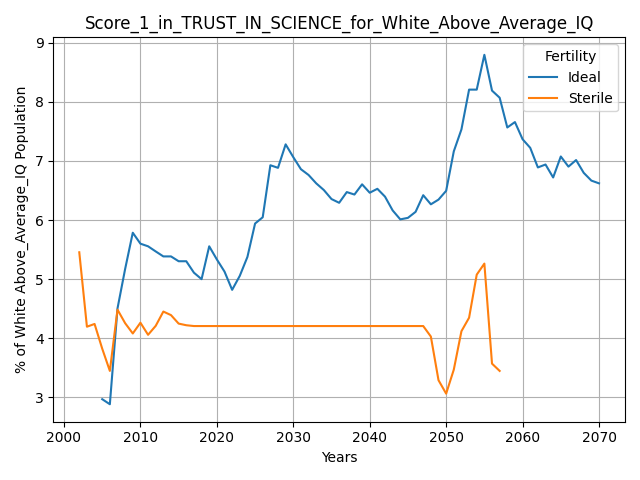 Score_1_in_TRUST_IN_SCIENCE_for_White_Above_Average_IQ
Fertility
Ideal
Sterile
% of White Above_Average_IQ Population
9
8
7
6
5
4
3
2000 2010 2020 2030 2040 2050 2060 2070
Years